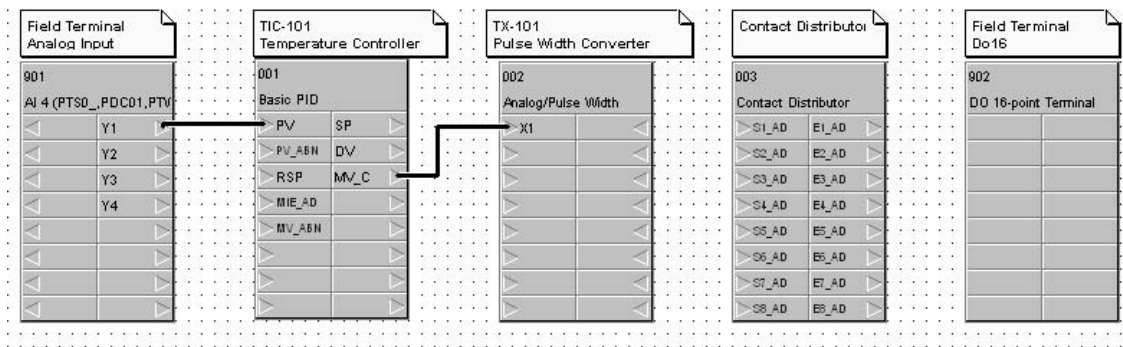 Field Terminal
Analog Input
901
AI 4 (PTS0_,PDC01,PTV
Y1
Y2
Y3
Y4
TIC-101
Temperature Controller
001
Basic PID
PV SP
PV_ABN DV
RSP MV_C
MIE_AD
MV_ABN
TX-101
Pulse Width Converter
002
Analog/Pulse Width
X1
Contact Distributor
003
Contact Distributor
S1_AD E1_AD
S2_AD E2_AD
S3_AD E3_AD
S4_AD E4_AD
S5_AD E5_AD
S6_AD E6_AD
S7_AD E7_AD
S8_AD E8_AD
Field Terminal
Do16
902
DO 16-point Terminal